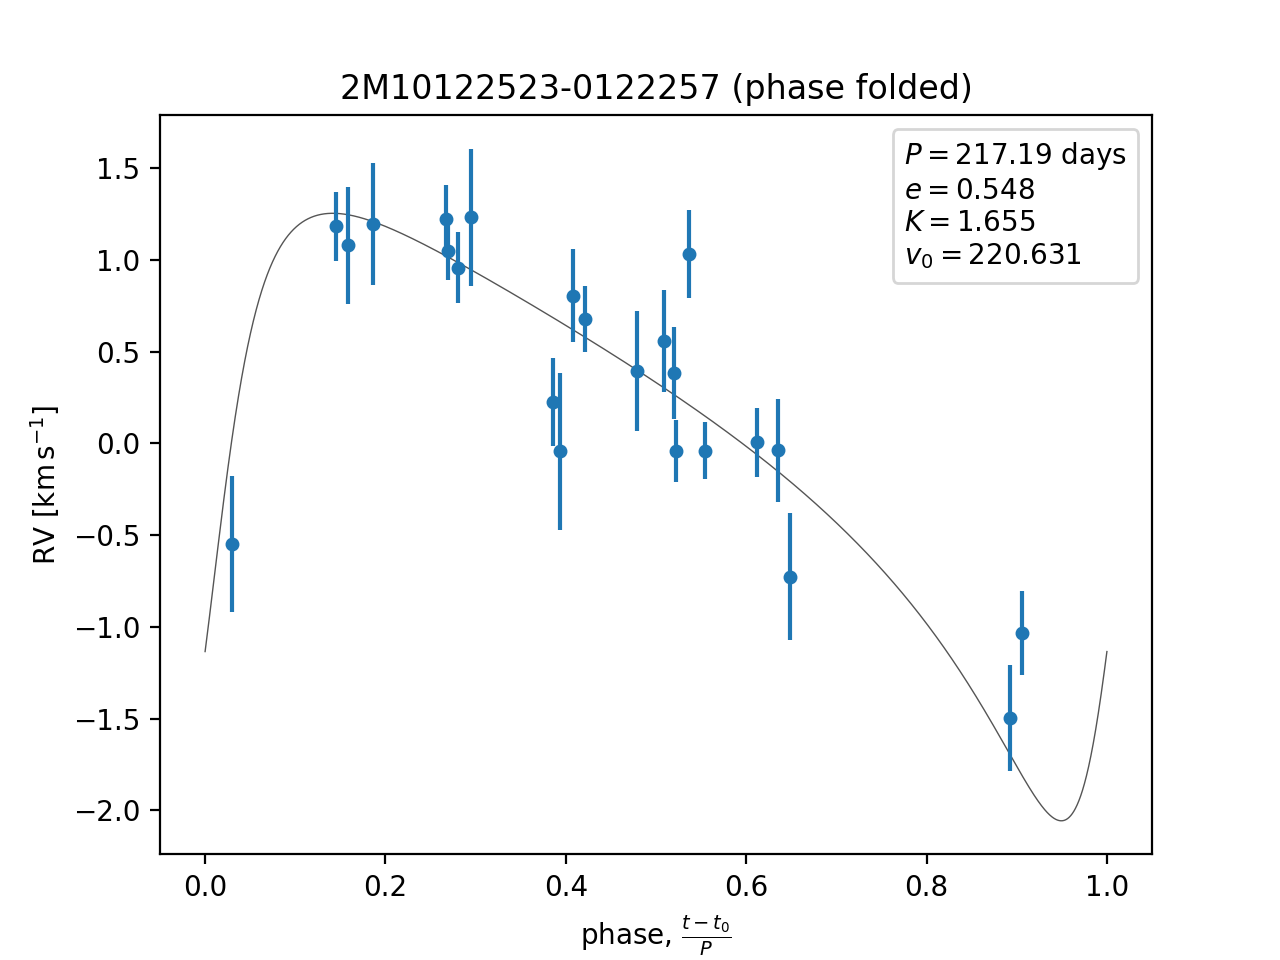 2M10122523-0122257 (phase folded)
P = 217.19 days
e = 0.548
K = 1.655
v₀ = 220.631
1.5
1.0
0.5
0.0
−0.5
−1.0
−1.5
−2.0
RV [km s⁻¹]
0.0 0.2 0.4 0.6 0.8 1.0
phase, (t − t₀)/P